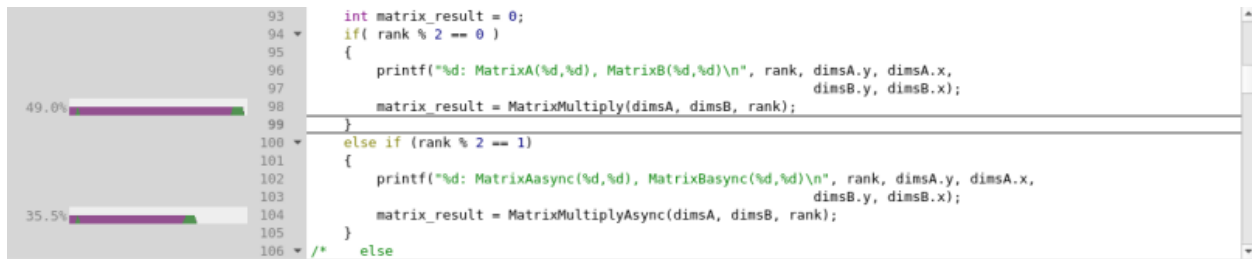 93 int matrix_result = 0;
94 if( rank % 2 == 0 )
95 {
96 printf("%d: MatrixA(%d,%d), MatrixB(%d,%d)\n", rank, dimsA.y, dimsA.x,
97 dimsB.y, dimsB.x);
49.0% 98 matrix_result = MatrixMultiply(dimsA, dimsB, rank);
99 }
100 else if (rank % 2 == 1)
101 {
102 printf("%d: MatrixAasync(%d,%d), MatrixBasync(%d,%d)\n", rank, dimsA.y, dimsA.x,
103 dimsB.y, dimsB.x);
35.5% 104 matrix_result = MatrixMultiplyAsync(dimsA, dimsB, rank);
105 }
106 /* else